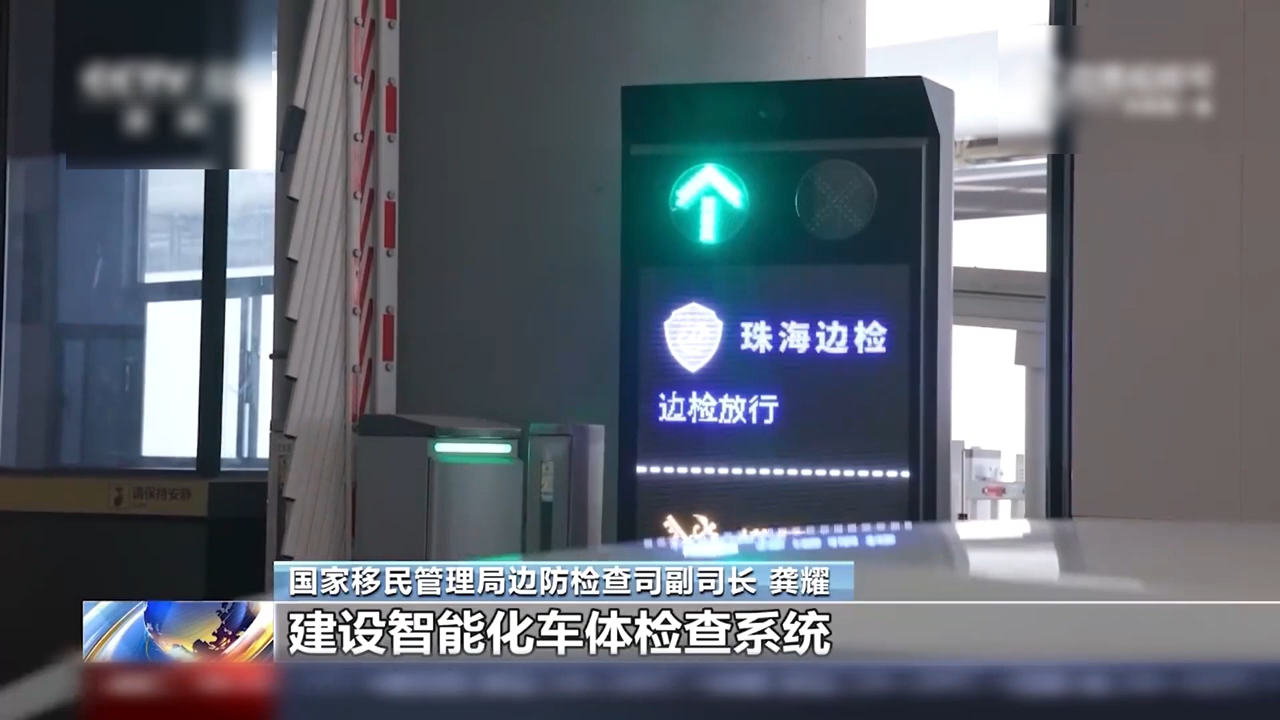 珠海边检
边检放行
请保持安静
国家移民管理局边防检查司副司长 龚耀
建设智能化车体检查系统